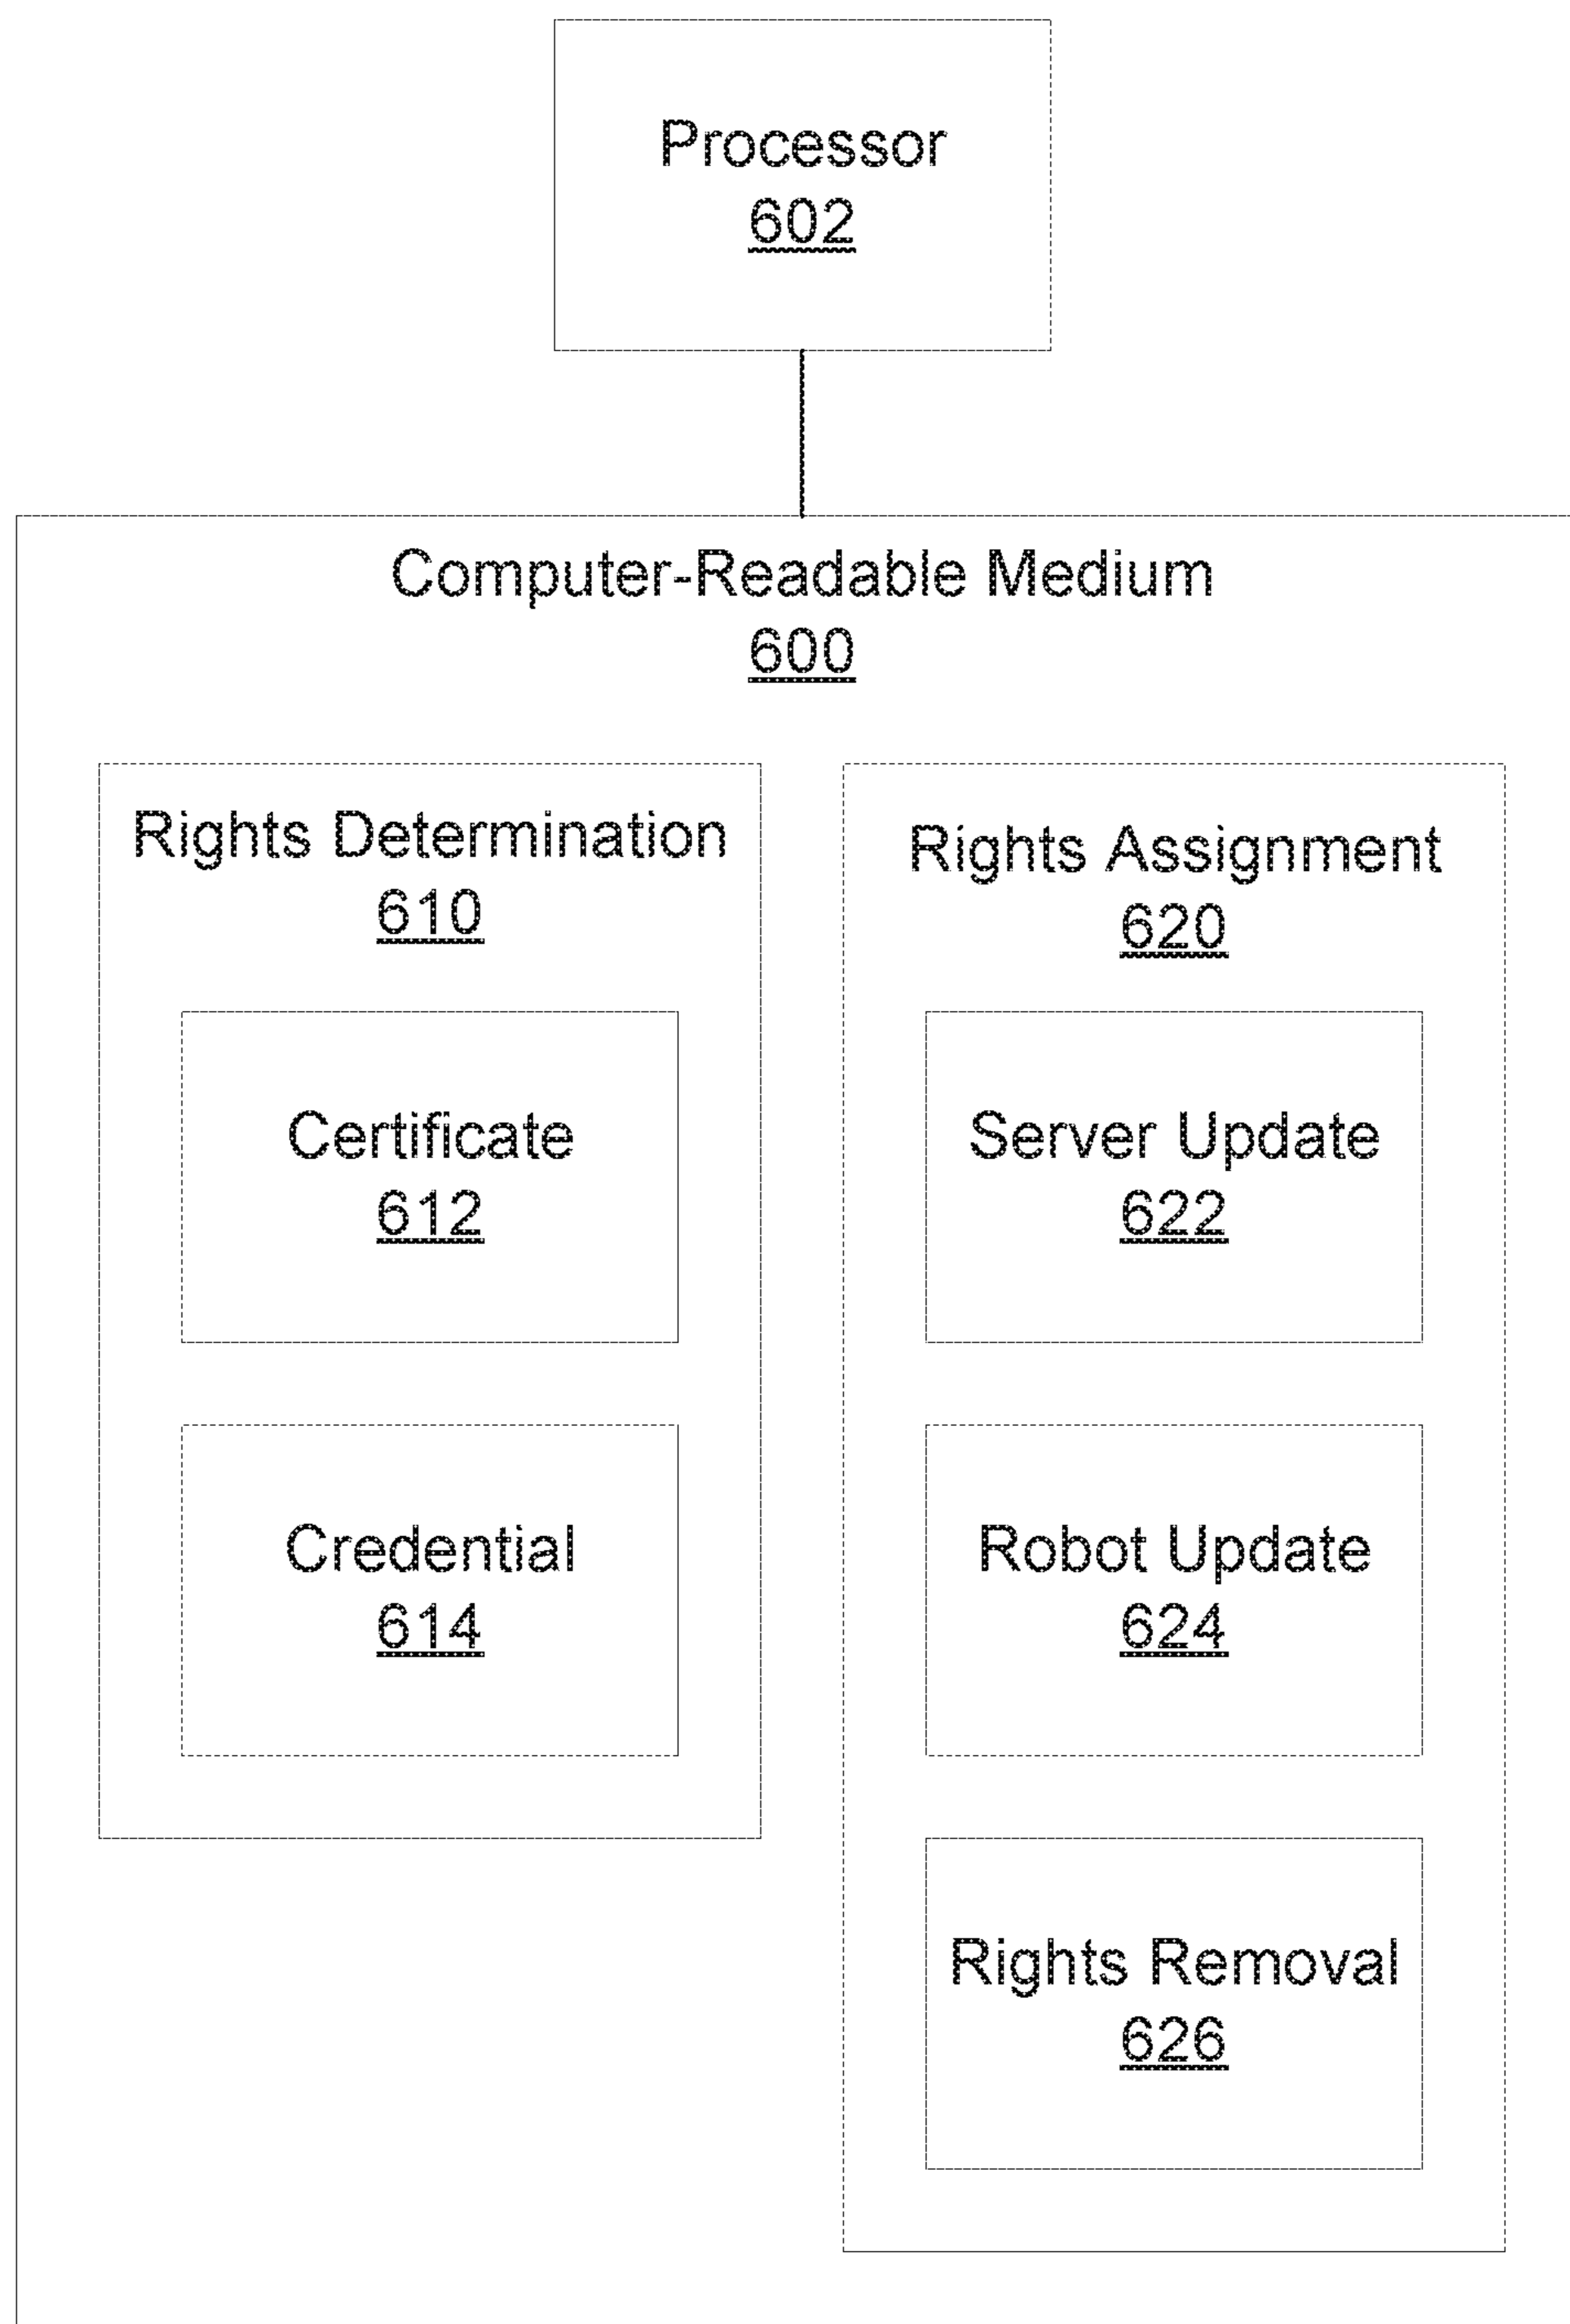 Processor
602
Computer-Readable Medium
600
Rights Determination
610
Certificate
612
Credential
614
Rights Assignment
620
Server Update
622
Robot Update
624
Rights Removal
626